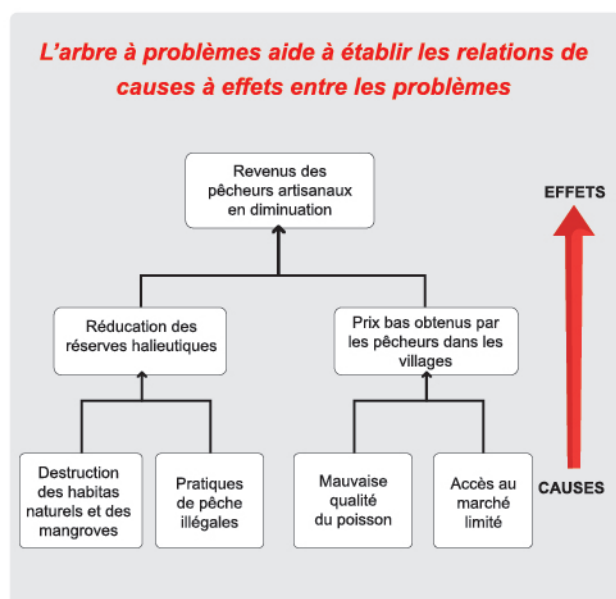 L'arbre à problèmes aide à établir les relations de
causes à effets entre les problèmes
Revenus des
pêcheurs artisanaux
en diminuation
EFFETS
Réducation des
réserves halieutiques
Prix bas obtenus par
les pêcheurs dans les
villages
Destruction
des habitas
naturels et des
mangroves
Pratiques
de pêche
illégales
Mauvaise
qualité
du poisson
Accès au
marché
limité
CAUSES